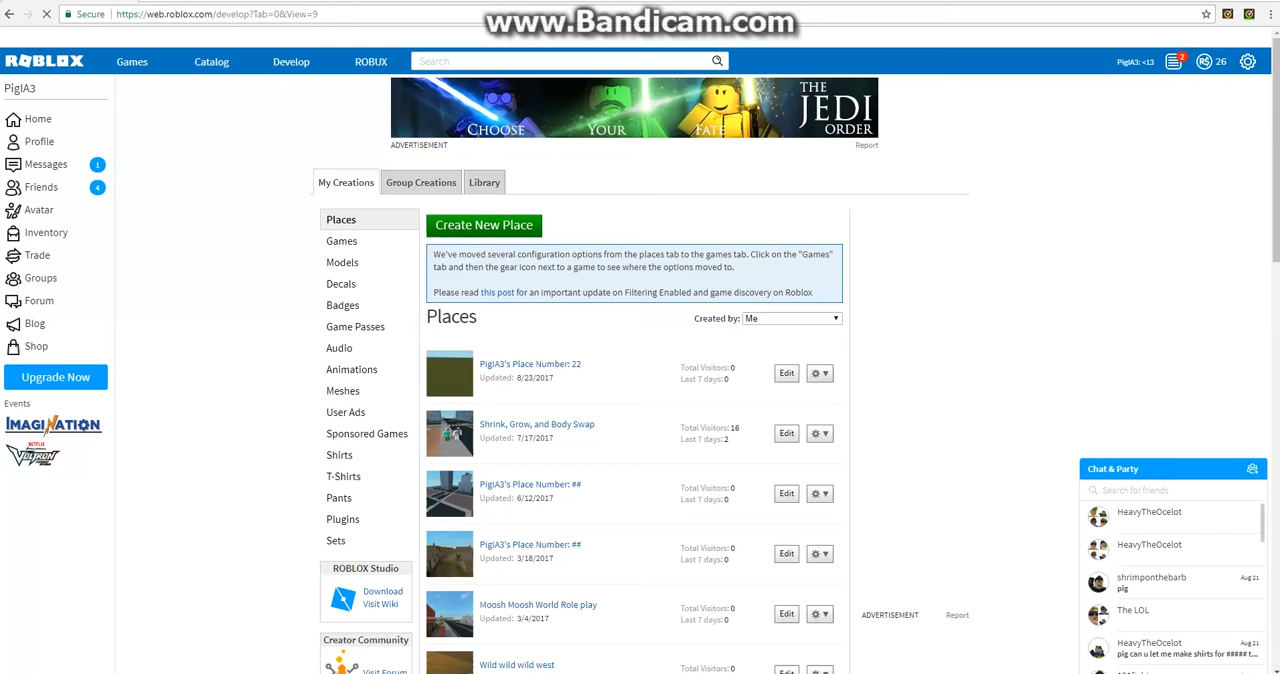 Secure https://web.roblox.com/develop?Tab=0&View=9
www.Bandicam.com
ROBLOX Games Catalog Develop ROBUX Search PigIA3: <13 2 R$ 26
PigIA3
Home
Profile
Messages 1
Friends 4
Avatar
Inventory
Trade
Groups
Forum
Blog
Shop
Upgrade Now
Events
IMAGINATION
NETFLIX
VOLTRON
CHOOSE YOUR FATE
THE
JEDI
ORDER
ADVERTISEMENT Report
My Creations Group Creations Library
Places
Games
Models
Decals
Badges
Game Passes
Audio
Animations
Meshes
User Ads
Sponsored Games
Shirts
T-Shirts
Pants
Plugins
Sets
ROBLOX Studio
Download
Visit Wiki
Creator Community
Visit Forum
Create New Place
We've moved several configuration options from the places tab to the games tab. Click on the "Games"
tab and then the gear icon next to a game to see where the options moved to.
Please read this post for an important update on Filtering Enabled and game discovery on Roblox
Places Created by: Me
PigIA3's Place Number: 22
Updated: 8/23/2017
Total Visitors: 0
Last 7 days: 0
Edit
Shrink, Grow, and Body Swap
Updated: 7/17/2017
Total Visitors: 16
Last 7 days: 2
Edit
PigIA3's Place Number: ##
Updated: 6/12/2017
Total Visitors: 0
Last 7 days: 0
Edit
PigIA3's Place Number: ##
Updated: 3/18/2017
Total Visitors: 0
Last 7 days: 0
Edit
Moosh Moosh World Role play
Updated: 3/4/2017
Total Visitors: 0
Last 7 days: 0
Edit
Wild wild wild west
Total Visitors: 0
Edit
ADVERTISEMENT Report
Chat & Party
Search for friends
HeavyTheOcelot
HeavyTheOcelot
shrimponthebarb Aug 21
pig
The LOL
HeavyTheOcelot Aug 21
pig can u let me make shirts for ##### t...